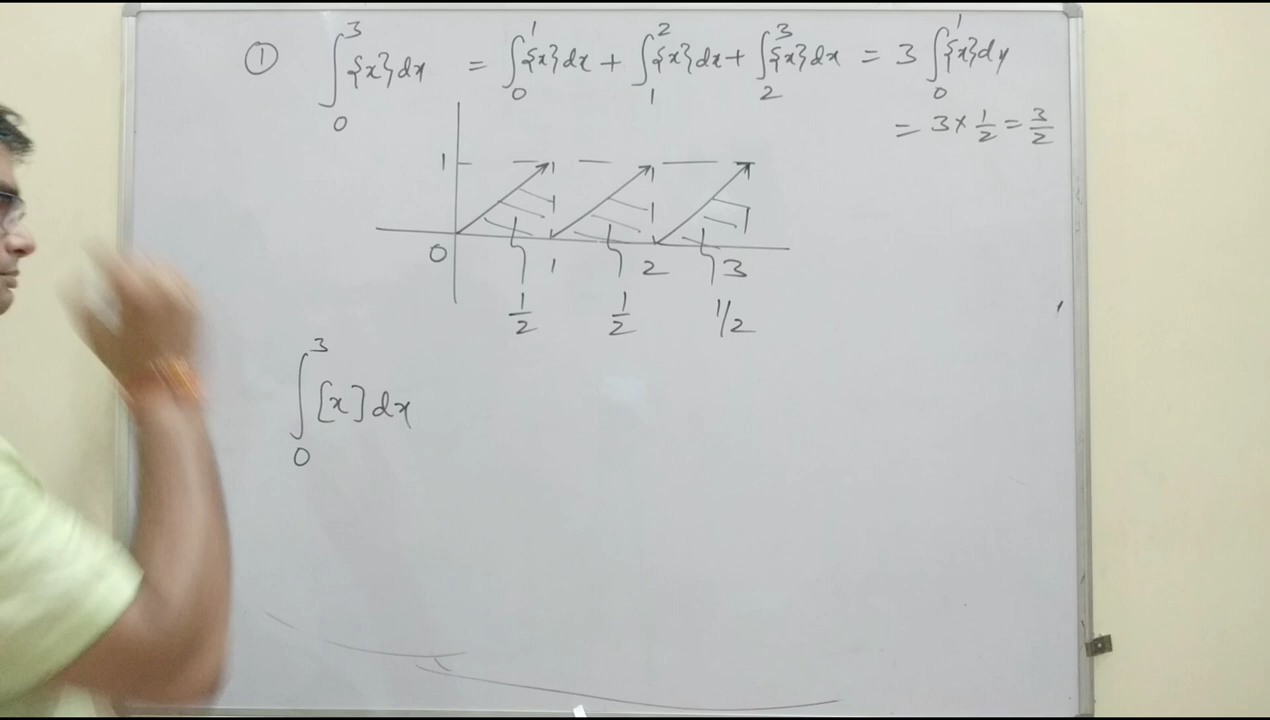 ① ∫₀³ {x} dx = ∫₀¹ {x} dx + ∫₁² {x} dx + ∫₂³ {x} dx = 3 ∫₀¹ {x} dx
= 3 × 1/2 = 3/2
1
0 1 2 3
1/2 1/2 1/2
∫₀³ [x] dx